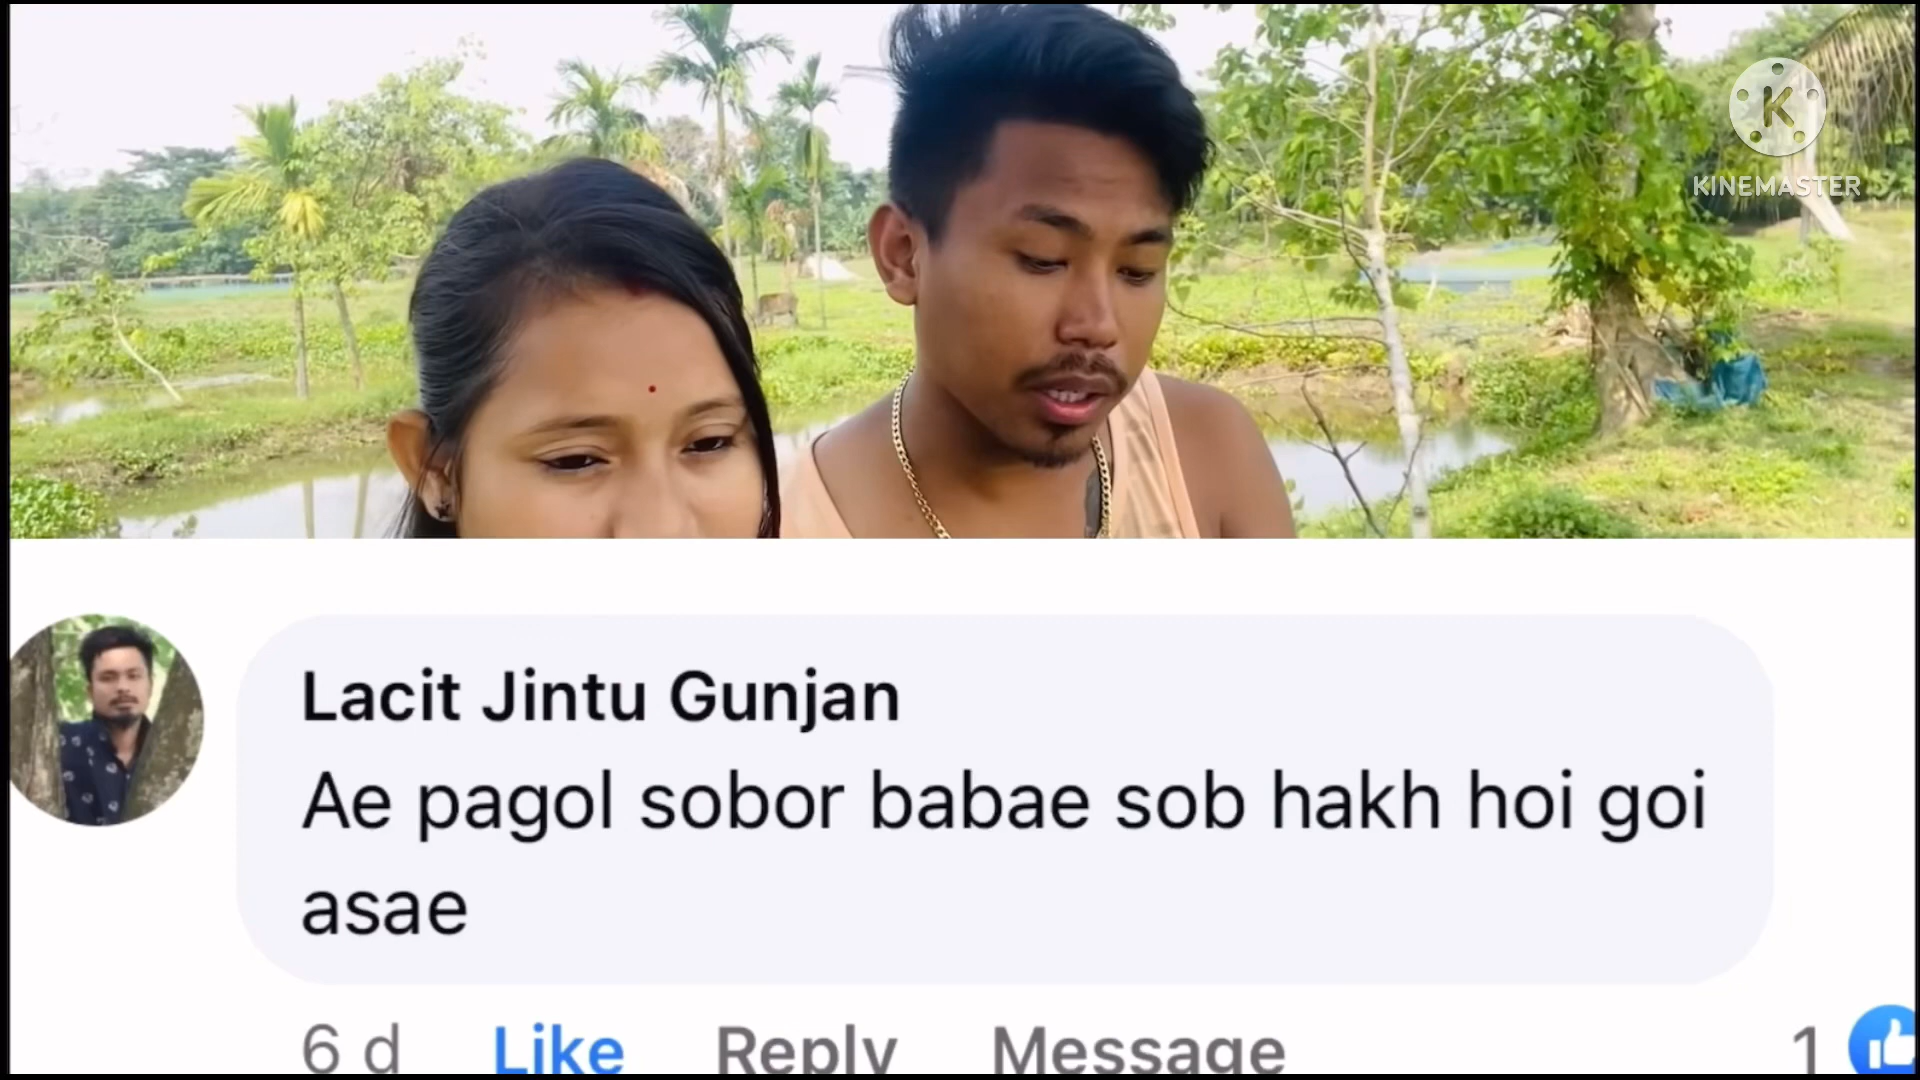 K
KINEMASTER
Lacit Jintu Gunjan
Ae pagol sobor babae sob hakh hoi goi
asae
6 d Like Reply Message 1